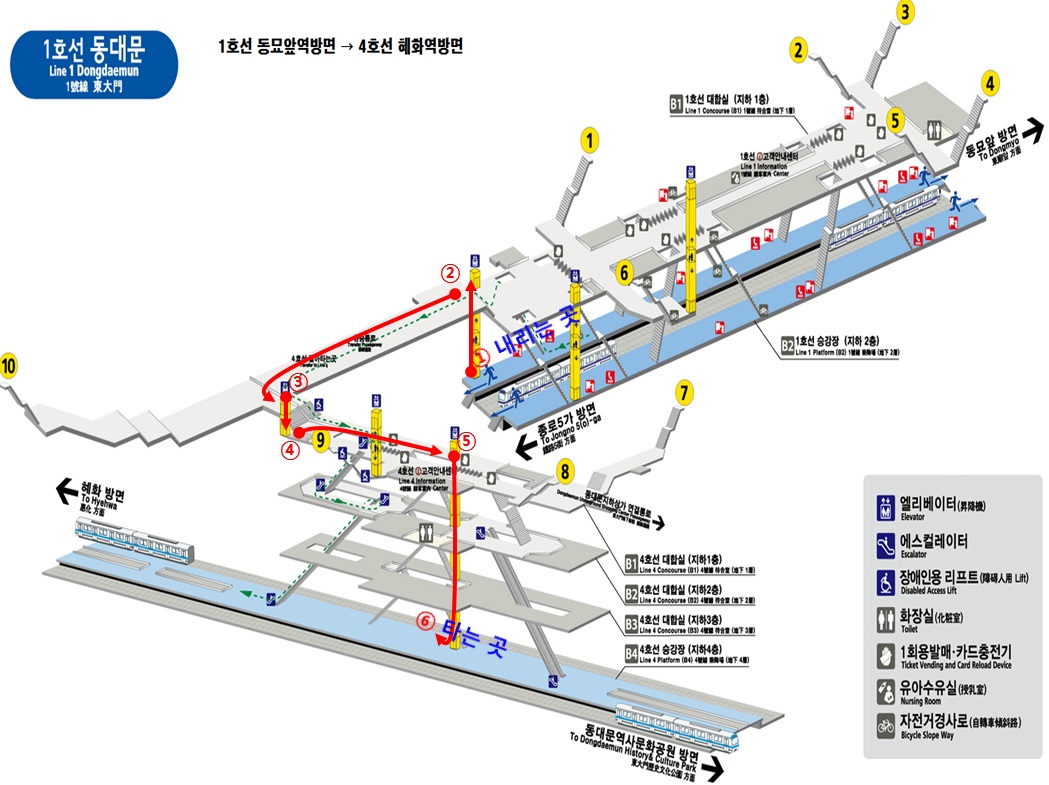 1호선 동대문
Line 1 Dongdaemun
1號線 東大門
1호선 동묘앞역방면 → 4호선 혜화역방면
3
2
4
B1 1호선 대합실 (지하 1층)
Line 1 Concourse (B1) 1號線 待合室 (地下 1層)
5
1
동묘앞 방면
To Dongmyo
東廟앞 方面
1호선 고객안내센터
Line 1 Information
1號線 顧客案內 Center
6
②
내리는 곳
①
B2 1호선 승강장 (지하 2층)
Line 1 Platform (B2) 1號線 乘降場 (地下 2層)
10
③
종로5가 방면
To Jongno 5(o)-ga
鍾路5街 方面
7
④
9
⑤
4호선 고객안내센터
Line 4 Information
4號線 顧客案內 Center
8
동대문지하상가 연결통로
혜화 방면
To Hyehwa
惠化 方面
B1 4호선 대합실 (지하1층)
Line 4 Concourse (B1) 4號線 待合室 (地下 1層)
B2 4호선 대합실 (지하2층)
Line 4 Concourse (B2) 4號線 待合室 (地下 2層)
B3 4호선 대합실 (지하3층)
Line 4 Concourse (B3) 4號線 待合室 (地下 3層)
B4 4호선 승강장 (지하4층)
Line 4 Platform (B4) 4號線 乘降場 (地下 4層)
⑥
타는 곳
동대문역사문화공원 방면
To Dongdaemun History& Culture Park
東大門歷史文化公園 方面
엘리베이터(昇降機)
Elevator
에스컬레이터
Escalator
장애인용 리프트(障碍人用 Lift)
Disabled Access Lift
화장실(化粧室)
Toilet
1회용발매·카드충전기
Ticket Vending and Card Reload Device
유아수유실(授乳室)
Nursing Room
자전거경사로(自轉車傾斜路)
Bicycle Slope Way